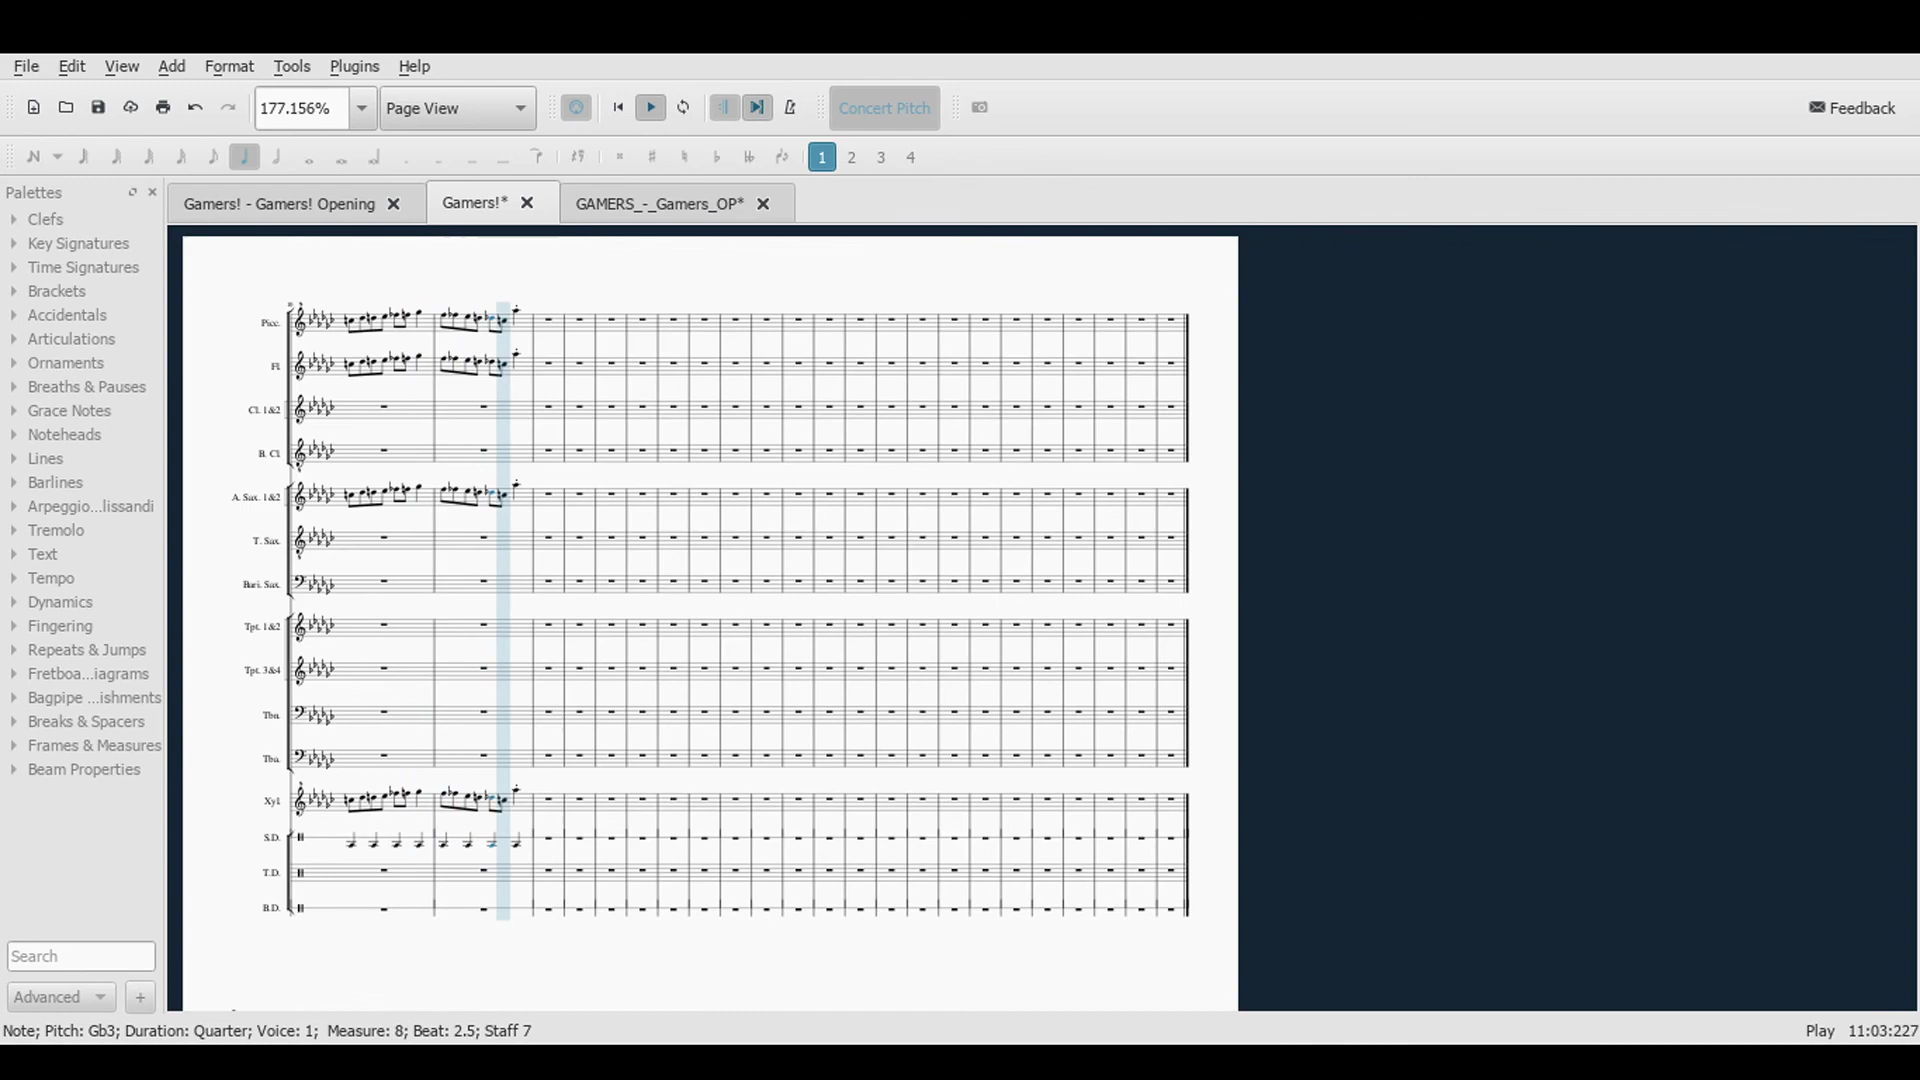 File Edit View Add Format Tools Plugins Help
177.156% Page View Concert Pitch Feedback
1 2 3 4
Palettes
Gamers! - Gamers! Opening Gamers!* GAMERS_-_Gamers_OP*
Clefs
Key Signatures
Time Signatures
Brackets
Accidentals
Articulations
Ornaments
Breaths & Pauses
Grace Notes
Noteheads
Lines
Barlines
Arpeggio...lissandi
Tremolo
Text
Tempo
Dynamics
Fingering
Repeats & Jumps
Fretboa...iagrams
Bagpipe ...ishments
Breaks & Spacers
Frames & Measures
Beam Properties
Search
Advanced +
Picc.
Fl.
Cl. 1&2
B. Cl.
A. Sax. 1&2
T. Sax.
Bari. Sax.
Tpt. 1&2
Tpt. 3&4
Tbn.
Tba.
Xyl.
S.D.
T.D.
B.D.
Note; Pitch: Gb3; Duration: Quarter; Voice: 1; Measure: 8; Beat: 2.5; Staff 7 Play 11:03:227